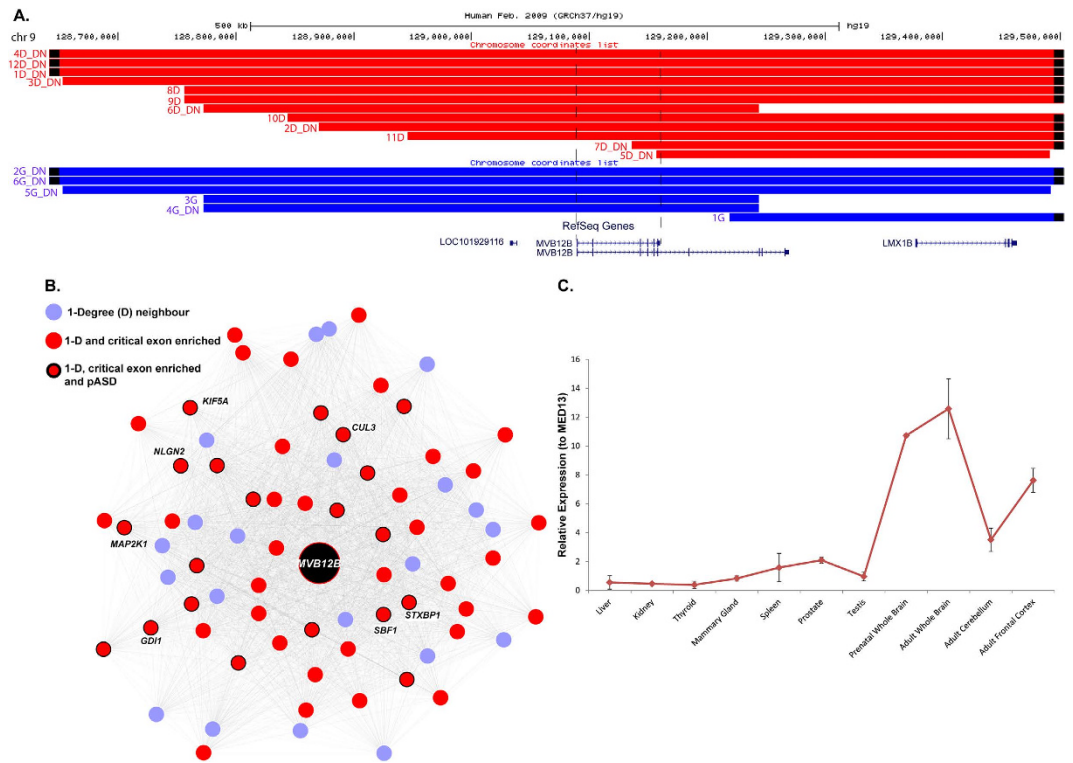 A.
Human Feb. 2009 (GRCh37/hg19)
500 kb hg19
chr 9 128,700,000 128,800,000 128,900,000 129,000,000 129,100,000 129,200,000 129,300,000 129,400,000 129,500,000
Chromosome coordinates list
4D_DN
12D_DN
1D_DN
3D_DN
8D
9D
6D_DN
10D
2D_DN
11D
7D_DN
5D_DN
Chromosome coordinates list
2G_DN
6G_DN
5G_DN
3G
4G_DN
1G
RefSeq Genes
LOC101929116 MVB12B LMX1B
MVB12B
B.
1-Degree (D) neighbour
1-D and critical exon enriched
1-D, critical exon enriched
and pASD
KIF5A
CUL3
NLGN2
MAP2K1
MVB12B
STXBP1
SBF1
GDI1
C.
Relative Expression (to MED13)
16
14
12
10
8
6
4
2
0
Liver
Kidney
Thyroid
Mammary Gland
Spleen
Prostate
Testis
Prenatal Whole Brain
Adult Whole Brain
Adult Cerebellum
Adult Frontal Cortex